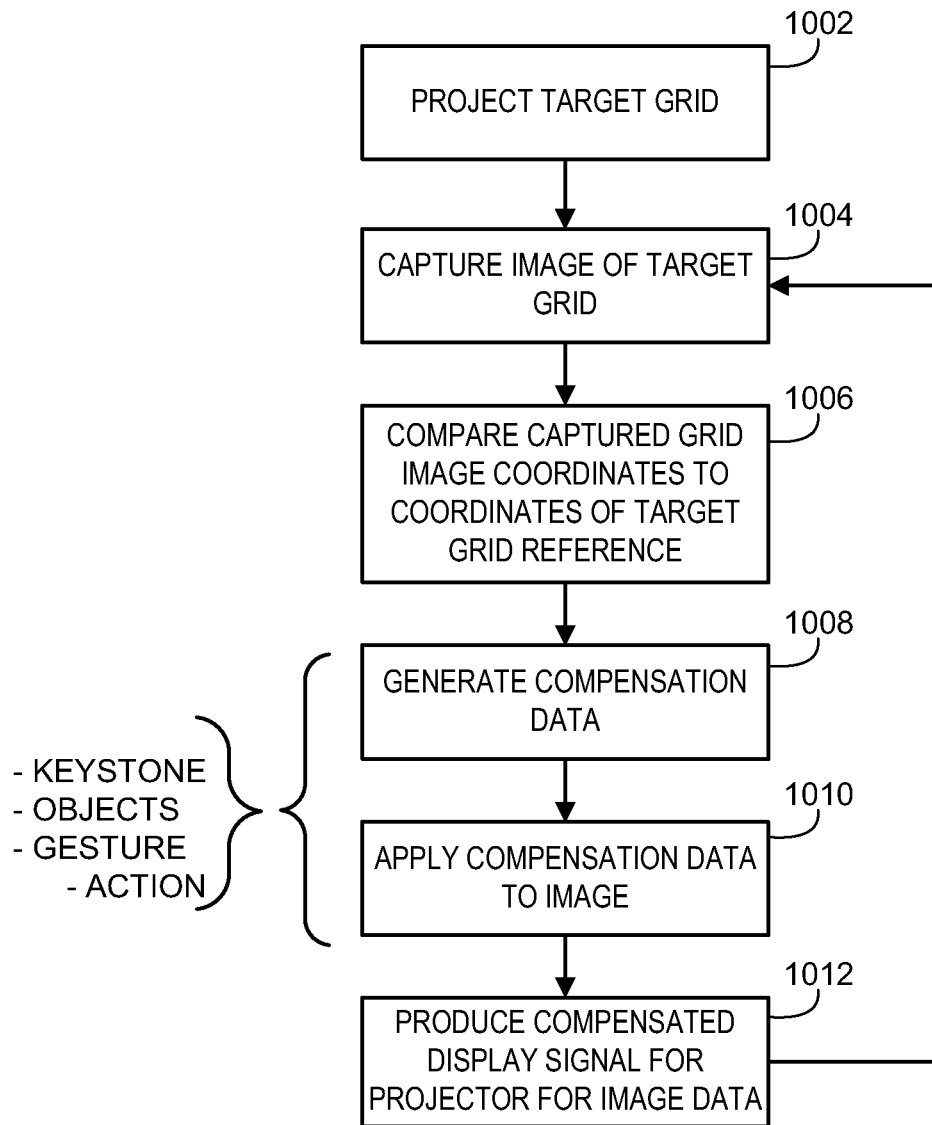 1002
PROJECT TARGET GRID
1004
CAPTURE IMAGE OF TARGET
GRID
1006
COMPARE CAPTURED GRID
IMAGE COORDINATES TO
COORDINATES OF TARGET
GRID REFERENCE
1008
GENERATE COMPENSATION
DATA
- KEYSTONE
- OBJECTS
- GESTURE
- ACTION
1010
APPLY COMPENSATION DATA
TO IMAGE
1012
PRODUCE COMPENSATED
DISPLAY SIGNAL FOR
PROJECTOR FOR IMAGE DATA